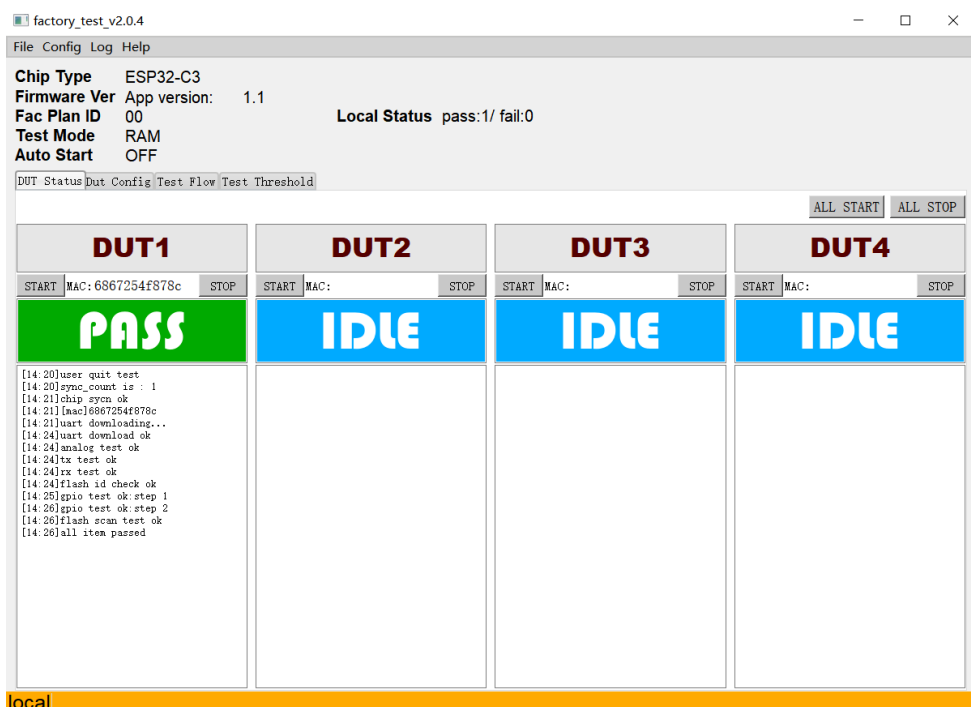 factory_test_v2.0.4
File Config Log Help
Chip Type ESP32-C3
Firmware Ver App version: 1.1
Fac Plan ID 00
Local Status pass:1/ fail:0
Test Mode RAM
Auto Start OFF
DUT Status Dut Config Test Flow Test Threshold
ALL START ALL STOP
DUT1 DUT2 DUT3 DUT4
START MAC:6867254f878c STOP START MAC: STOP START MAC: STOP START MAC: STOP
PASS IDLE IDLE IDLE
[14:20]user quit test
[14:20]sync_count is : 1
[14:21]chip sycn ok
[14:21][mac]6867254f878c
[14:21]uart downloading...
[14:24]uart download ok
[14:24]analog test ok
[14:24]tx test ok
[14:24]rx test ok
[14:24]flash id check ok
[14:25]gpio test ok:step 1
[14:26]gpio test ok:step 2
[14:26]flash scan test ok
[14:26]all item passed
local